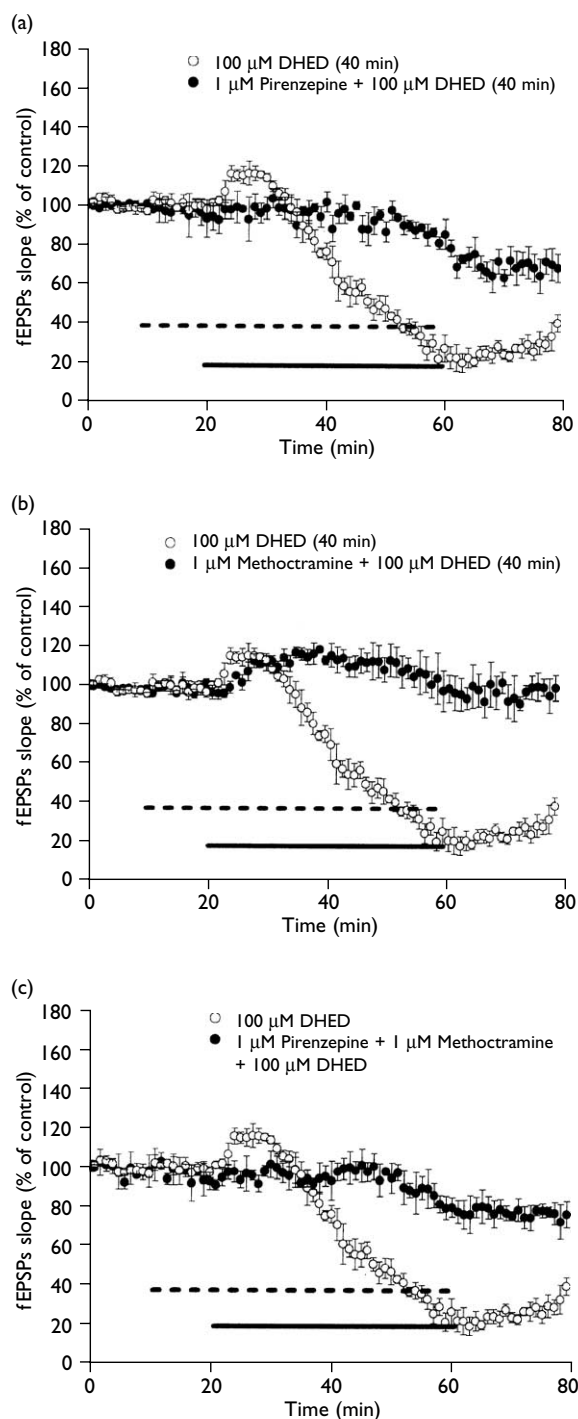 (a)
180
160
140
120
100
80
60
40
20
0
fEPSPs slope (% of control)
100 μM DHED (40 min)
1 μM Pirenzepine + 100 μM DHED (40 min)
0 20 40 60 80
Time (min)
(b)
180
160
140
120
100
80
60
40
20
0
fEPSPs slope (% of control)
100 μM DHED (40 min)
1 μM Methoctramine + 100 μM DHED (40 min)
0 20 40 60 80
Time (min)
(c)
180
160
140
120
100
80
60
40
20
0
fEPSPs slope (% of control)
100 μM DHED
1 μM Pirenzepine + 1 μM Methoctramine
+ 100 μM DHED
0 20 40 60 80
Time (min)